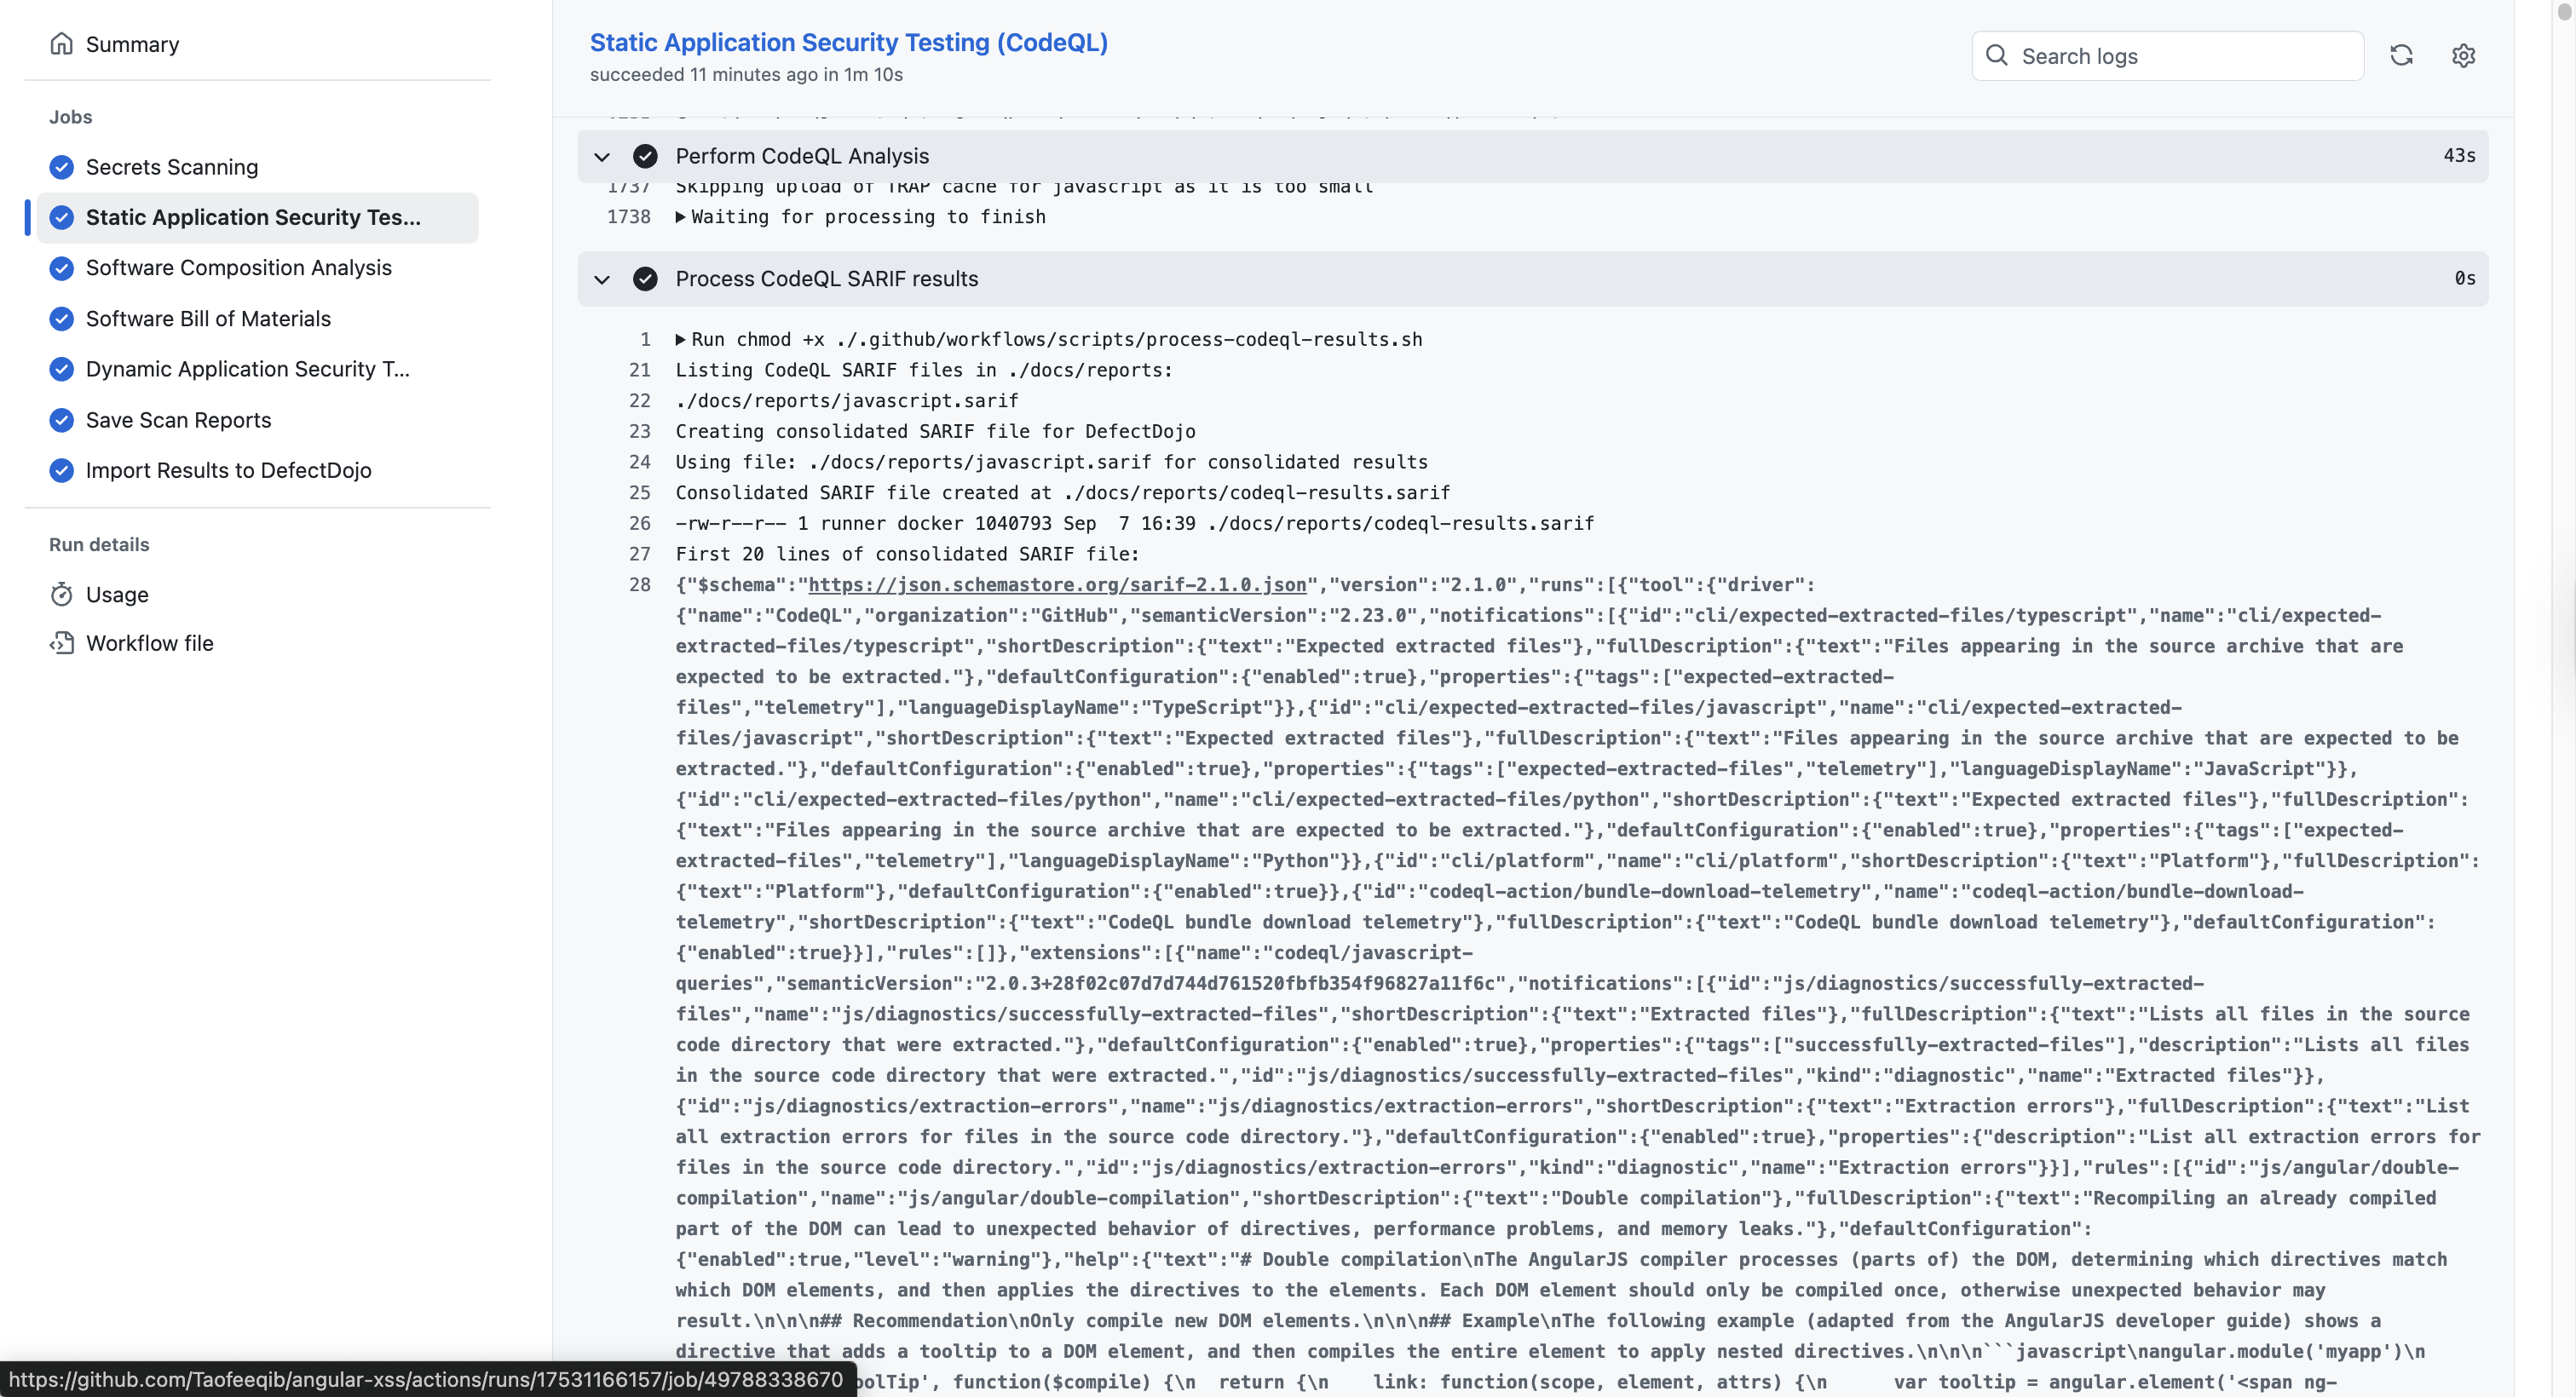 Summary
Jobs
Secrets Scanning
Static Application Security Tes...
Software Composition Analysis
Software Bill of Materials
Dynamic Application Security T...
Save Scan Reports
Import Results to DefectDojo
Run details
Usage
Workflow file
Static Application Security Testing (CodeQL)
succeeded 11 minutes ago in 1m 10s
Search logs
Perform CodeQL Analysis 43s
1737 Skipping upload of TRAP cache for javascript as it is too small
1738 Waiting for processing to finish
Process CodeQL SARIF results 0s
1 Run chmod +x ./.github/workflows/scripts/process-codeql-results.sh
21 Listing CodeQL SARIF files in ./docs/reports:
22 ./docs/reports/javascript.sarif
23 Creating consolidated SARIF file for DefectDojo
24 Using file: ./docs/reports/javascript.sarif for consolidated results
25 Consolidated SARIF file created at ./docs/reports/codeql-results.sarif
26 -rw-r--r-- 1 runner docker 1040793 Sep  7 16:39 ./docs/reports/codeql-results.sarif
27 First 20 lines of consolidated SARIF file:
28 {"$schema":"https://json.schemastore.org/sarif-2.1.0.json","version":"2.1.0","runs":[{"tool":{"driver":
{"name":"CodeQL","organization":"GitHub","semanticVersion":"2.23.0","notifications":[{"id":"cli/expected-extracted-files/typescript","name":"cli/expected-
extracted-files/typescript","shortDescription":{"text":"Expected extracted files"},"fullDescription":{"text":"Files appearing in the source archive that are
expected to be extracted."},"defaultConfiguration":{"enabled":true},"properties":{"tags":["expected-extracted-
files","telemetry"],"languageDisplayName":"TypeScript"}},{"id":"cli/expected-extracted-files/javascript","name":"cli/expected-extracted-
files/javascript","shortDescription":{"text":"Expected extracted files"},"fullDescription":{"text":"Files appearing in the source archive that are expected to be
extracted."},"defaultConfiguration":{"enabled":true},"properties":{"tags":["expected-extracted-files","telemetry"],"languageDisplayName":"JavaScript"}},
{"id":"cli/expected-extracted-files/python","name":"cli/expected-extracted-files/python","shortDescription":{"text":"Expected extracted files"},"fullDescription":
{"text":"Files appearing in the source archive that are expected to be extracted."},"defaultConfiguration":{"enabled":true},"properties":{"tags":["expected-
extracted-files","telemetry"],"languageDisplayName":"Python"}},{"id":"cli/platform","name":"cli/platform","shortDescription":{"text":"Platform"},"fullDescription":
{"text":"Platform"},"defaultConfiguration":{"enabled":true}},{"id":"codeql-action/bundle-download-telemetry","name":"codeql-action/bundle-download-
telemetry","shortDescription":{"text":"CodeQL bundle download telemetry"},"fullDescription":{"text":"CodeQL bundle download telemetry"},"defaultConfiguration":
{"enabled":true}}],"rules":[]},"extensions":[{"name":"codeql/javascript-
queries","semanticVersion":"2.0.3+28f02c07d7d744d761520fbfb354f96827a11f6c","notifications":[{"id":"js/diagnostics/successfully-extracted-
files","name":"js/diagnostics/successfully-extracted-files","shortDescription":{"text":"Extracted files"},"fullDescription":{"text":"Lists all files in the source
code directory that were extracted."},"defaultConfiguration":{"enabled":true},"properties":{"tags":["successfully-extracted-files"],"description":"Lists all files
in the source code directory that were extracted.","id":"js/diagnostics/successfully-extracted-files","kind":"diagnostic","name":"Extracted files"}},
{"id":"js/diagnostics/extraction-errors","name":"js/diagnostics/extraction-errors","shortDescription":{"text":"Extraction errors"},"fullDescription":{"text":"List
all extraction errors for files in the source code directory."},"defaultConfiguration":{"enabled":true},"properties":{"description":"List all extraction errors for
files in the source code directory.","id":"js/diagnostics/extraction-errors","kind":"diagnostic","name":"Extraction errors"}}],"rules":[{"id":"js/angular/double-
compilation","name":"js/angular/double-compilation","shortDescription":{"text":"Double compilation"},"fullDescription":{"text":"Recompiling an already compiled
part of the DOM can lead to unexpected behavior of directives, performance problems, and memory leaks."},"defaultConfiguration":
{"enabled":true,"level":"warning"},"help":{"text":"# Double compilation\nThe AngularJS compiler processes (parts of) the DOM, determining which directives match
which DOM elements, and then applies the directives to the elements. Each DOM element should only be compiled once, otherwise unexpected behavior may
result.\n\n\n## Recommendation\nOnly compile new DOM elements.\n\n\n## Example\nThe following example (adapted from the AngularJS developer guide) shows a
directive that adds a tooltip to a DOM element, and then compiles the entire element to apply nested directives.\n\n\n```javascript\nangular.module('myapp')\n
oolTip', function($compile) {\n  return {\n    link: function(scope, element, attrs) {\n      var tooltip = angular.element('<span ng-
https://github.com/Taofeeqib/angular-xss/actions/runs/17531166157/job/49788338670